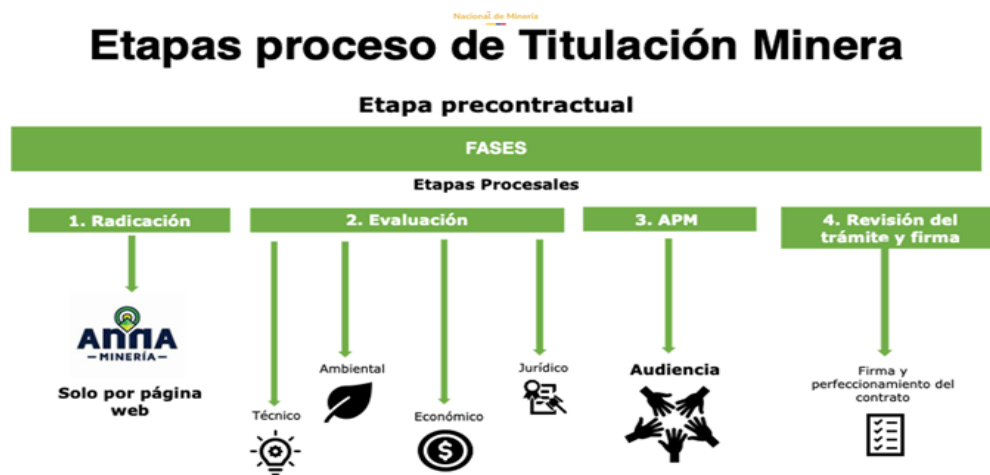 Nacional de Minería
Etapas proceso de Titulación Minera
Etapa precontractual
FASES
Etapas Procesales
1. Radicación
2. Evaluación
3. APM
4. Revisión del
trámite y firma
ANNA
—MINERÍA—
Solo por página
web
Técnico
Ambiental
Económico
Jurídico
Audiencia
Firma y
perfeccionamiento del
contrato